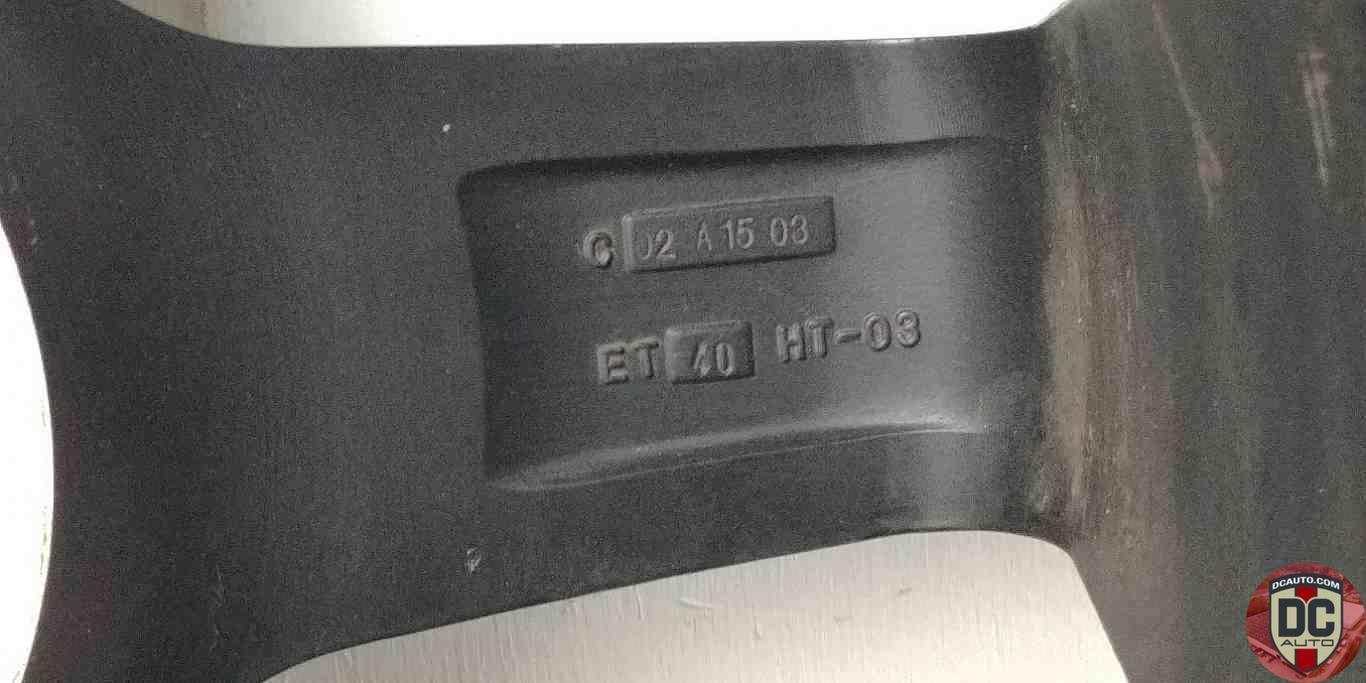 C 02 A 15 03
ET 40 HT-03
DCAUTO.COM
DC
AUTO